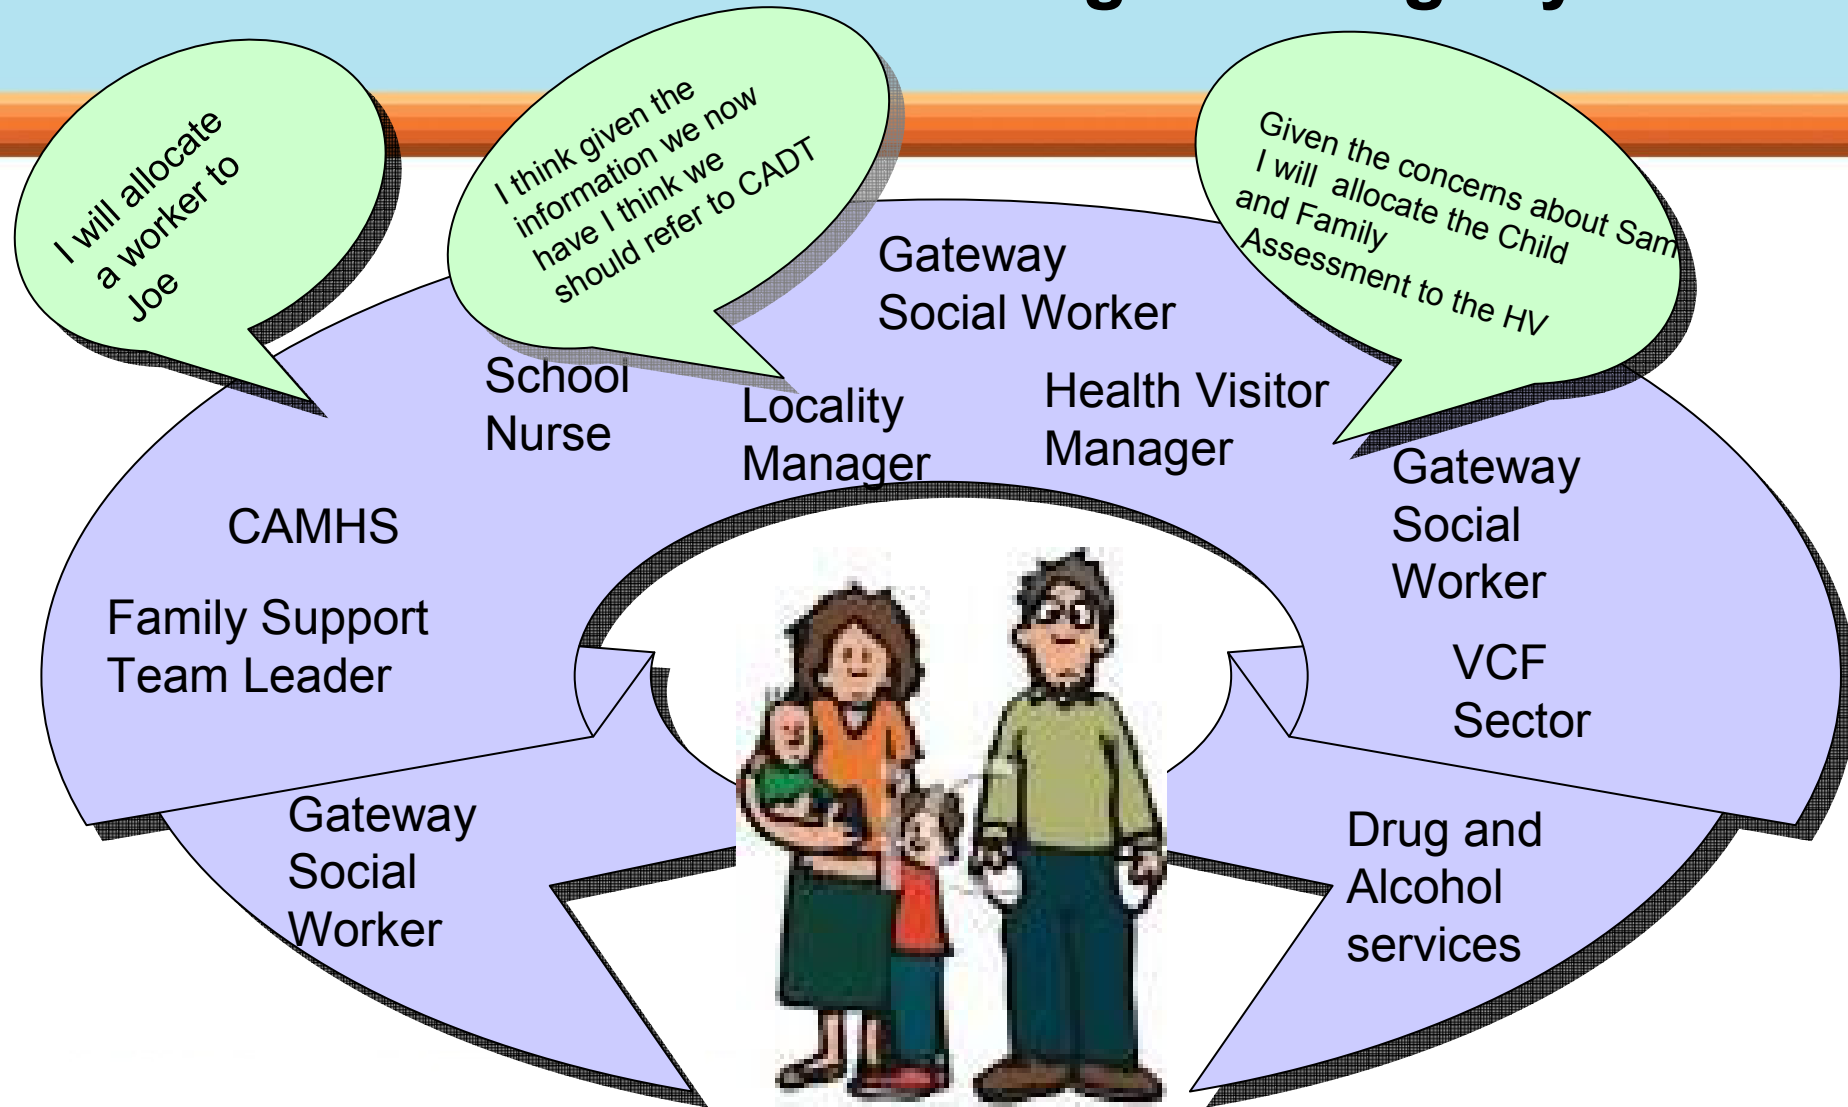 I will allocate
a worker to
Joe
I think given the
information we now
have I think we
should refer to CADT
Given the concerns about Sam
I will allocate the Child
and Family
Assessment to the HV
Gateway
Social Worker
School
Nurse
Locality
Manager
Health Visitor
Manager
Gateway
Social
Worker
CAMHS
Family Support
Team Leader
VCF
Sector
Gateway
Social
Worker
Drug and
Alcohol
services